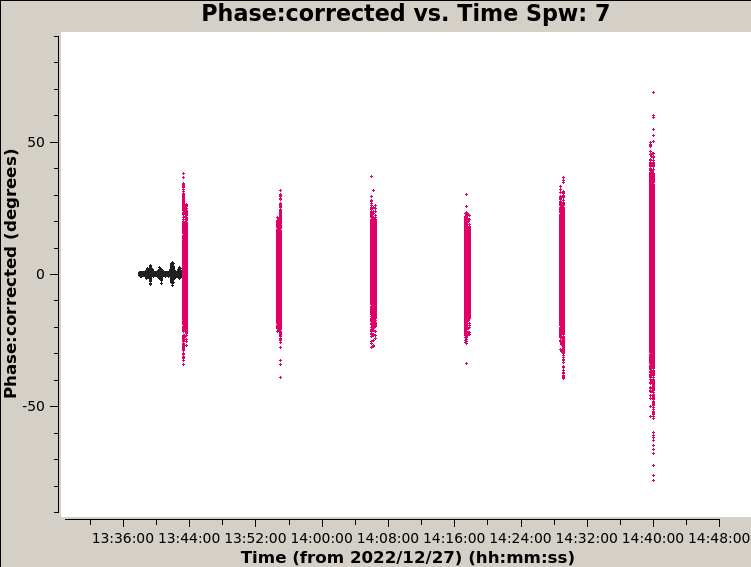 Phase:corrected vs. Time Spw: 7
Phase:corrected (degrees)
50
0
-50
13:36:00 13:44:00 13:52:00 14:00:00 14:08:00 14:16:00 14:24:00 14:32:00 14:40:00 14:48:00
Time (from 2022/12/27) (hh:mm:ss)